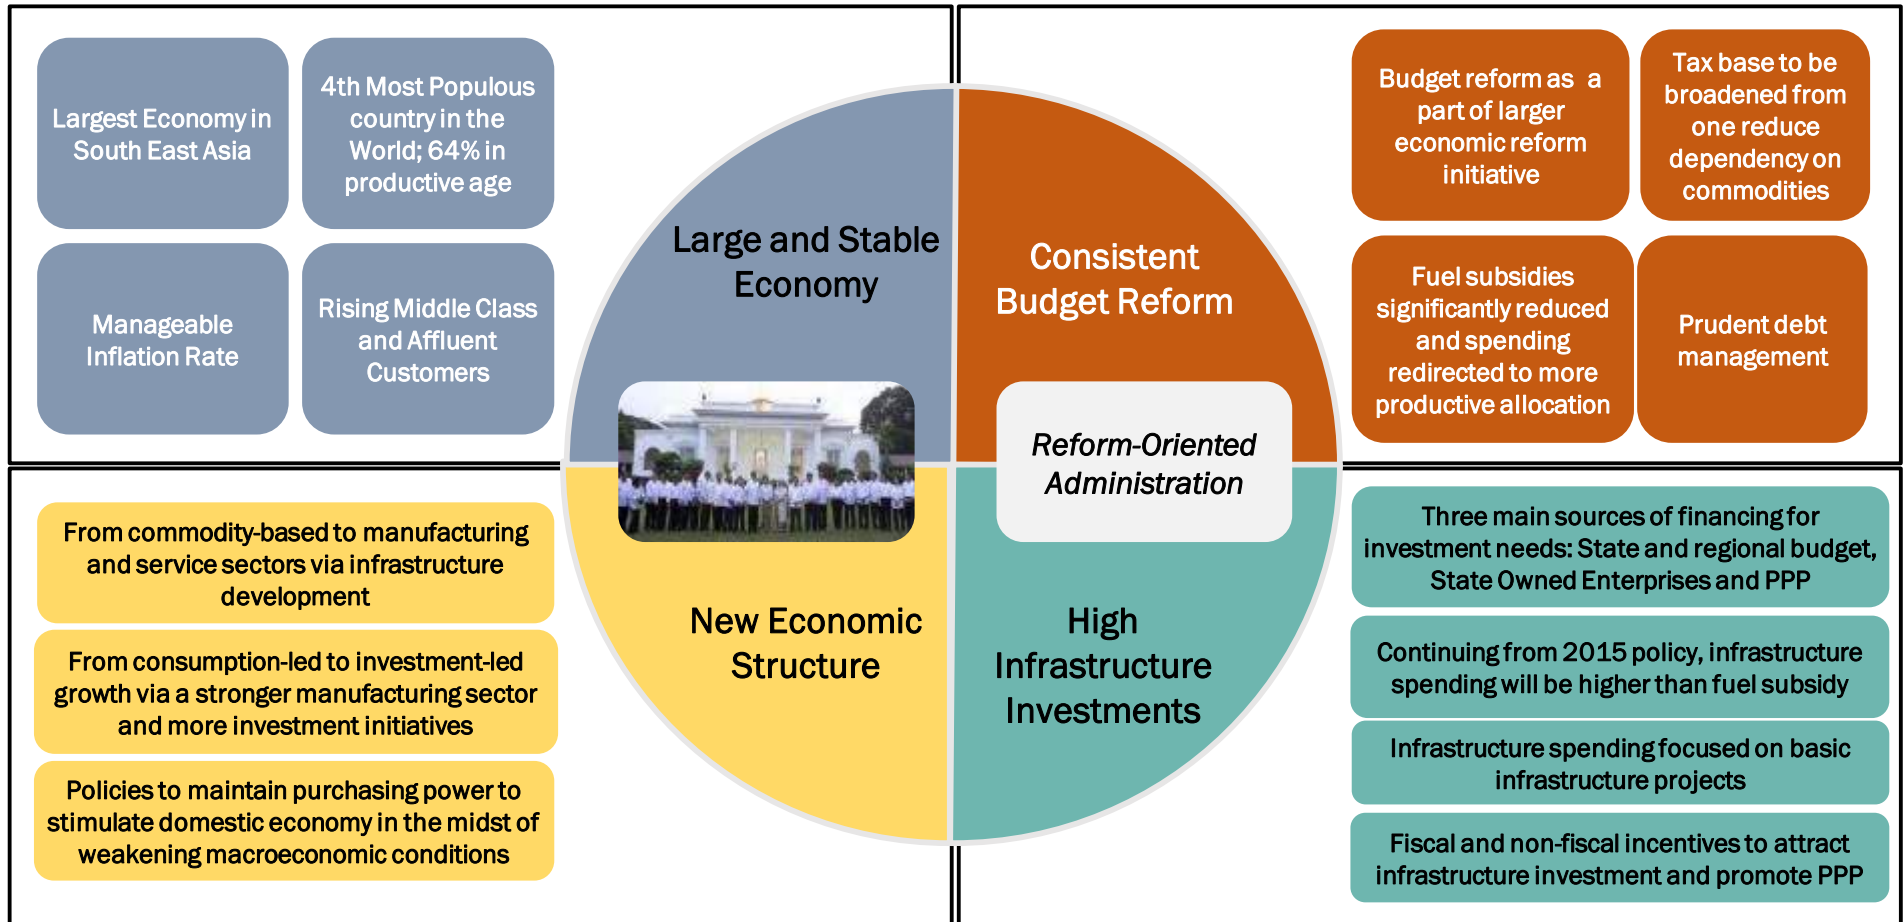 Largest Economy in
South East Asia
4th Most Populous
country in the
World; 64% in
productive age
Manageable
Inflation Rate
Rising Middle Class
and Affluent
Customers
Large and Stable
Economy
Consistent
Budget Reform
Budget reform as a
part of larger
economic reform
initiative
Tax base to be
broadened from
one reduce
dependency on
commodities
Fuel subsidies
significantly reduced
and spending
redirected to more
productive allocation
Prudent debt
management
Reform-Oriented
Administration
From commodity-based to manufacturing
and service sectors via infrastructure
development
From consumption-led to investment-led
growth via a stronger manufacturing sector
and more investment initiatives
Policies to maintain purchasing power to
stimulate domestic economy in the midst of
weakening macroeconomic conditions
New Economic
Structure
High
Infrastructure
Investments
Three main sources of financing for
investment needs: State and regional budget,
State Owned Enterprises and PPP
Continuing from 2015 policy, infrastructure
spending will be higher than fuel subsidy
Infrastructure spending focused on basic
infrastructure projects
Fiscal and non-fiscal incentives to attract
infrastructure investment and promote PPP